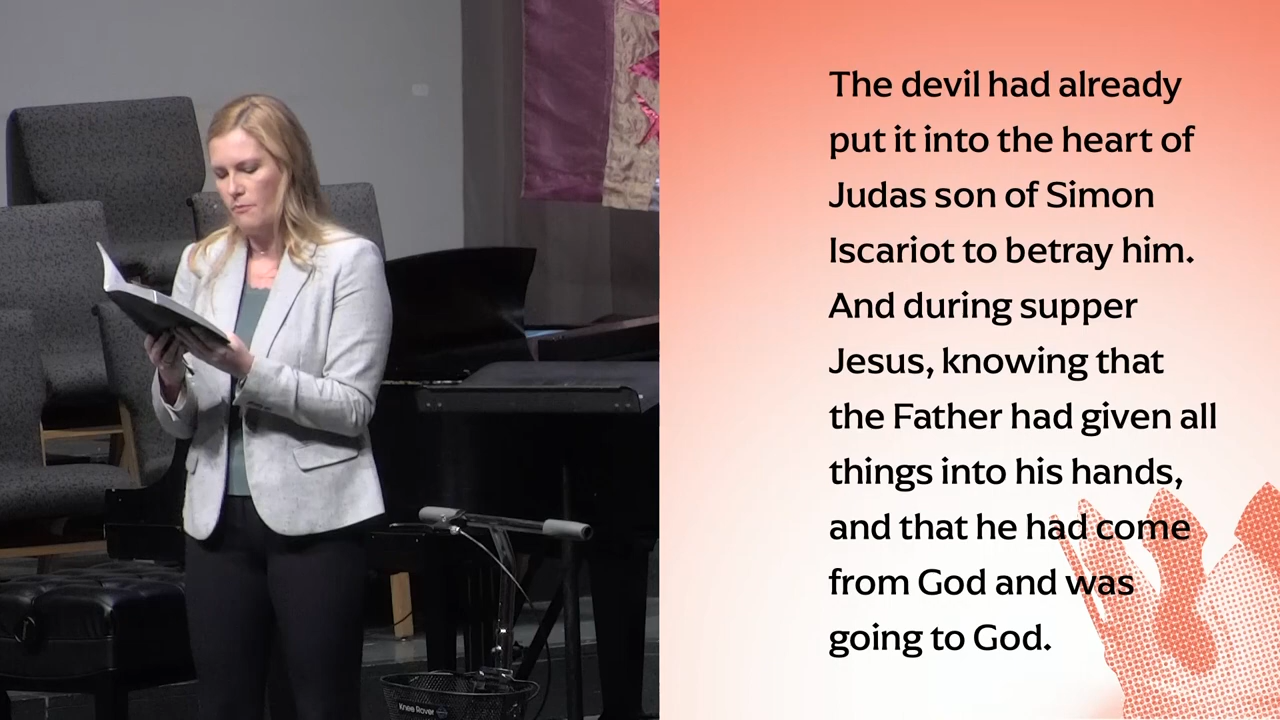 The devil had already
put it into the heart of
Judas son of Simon
Iscariot to betray him.
And during supper
Jesus, knowing that
the Father had given all
things into his hands,
and that he had come
from God and was
going to God.
Knee Rover